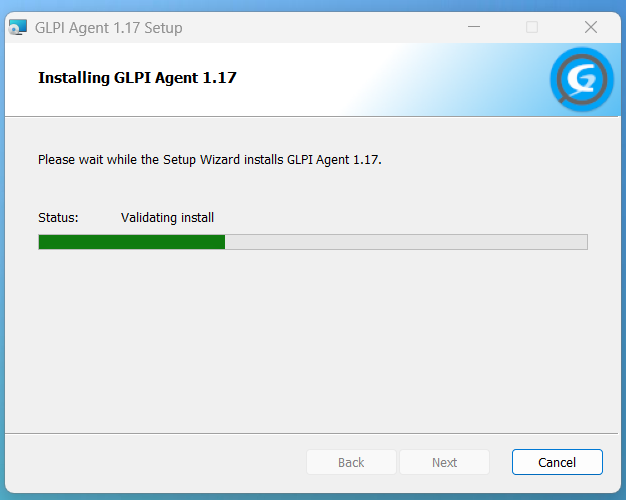 GLPI Agent 1.17 Setup
Installing GLPI Agent 1.17
Please wait while the Setup Wizard installs GLPI Agent 1.17.
Status: Validating install
Back Next Cancel